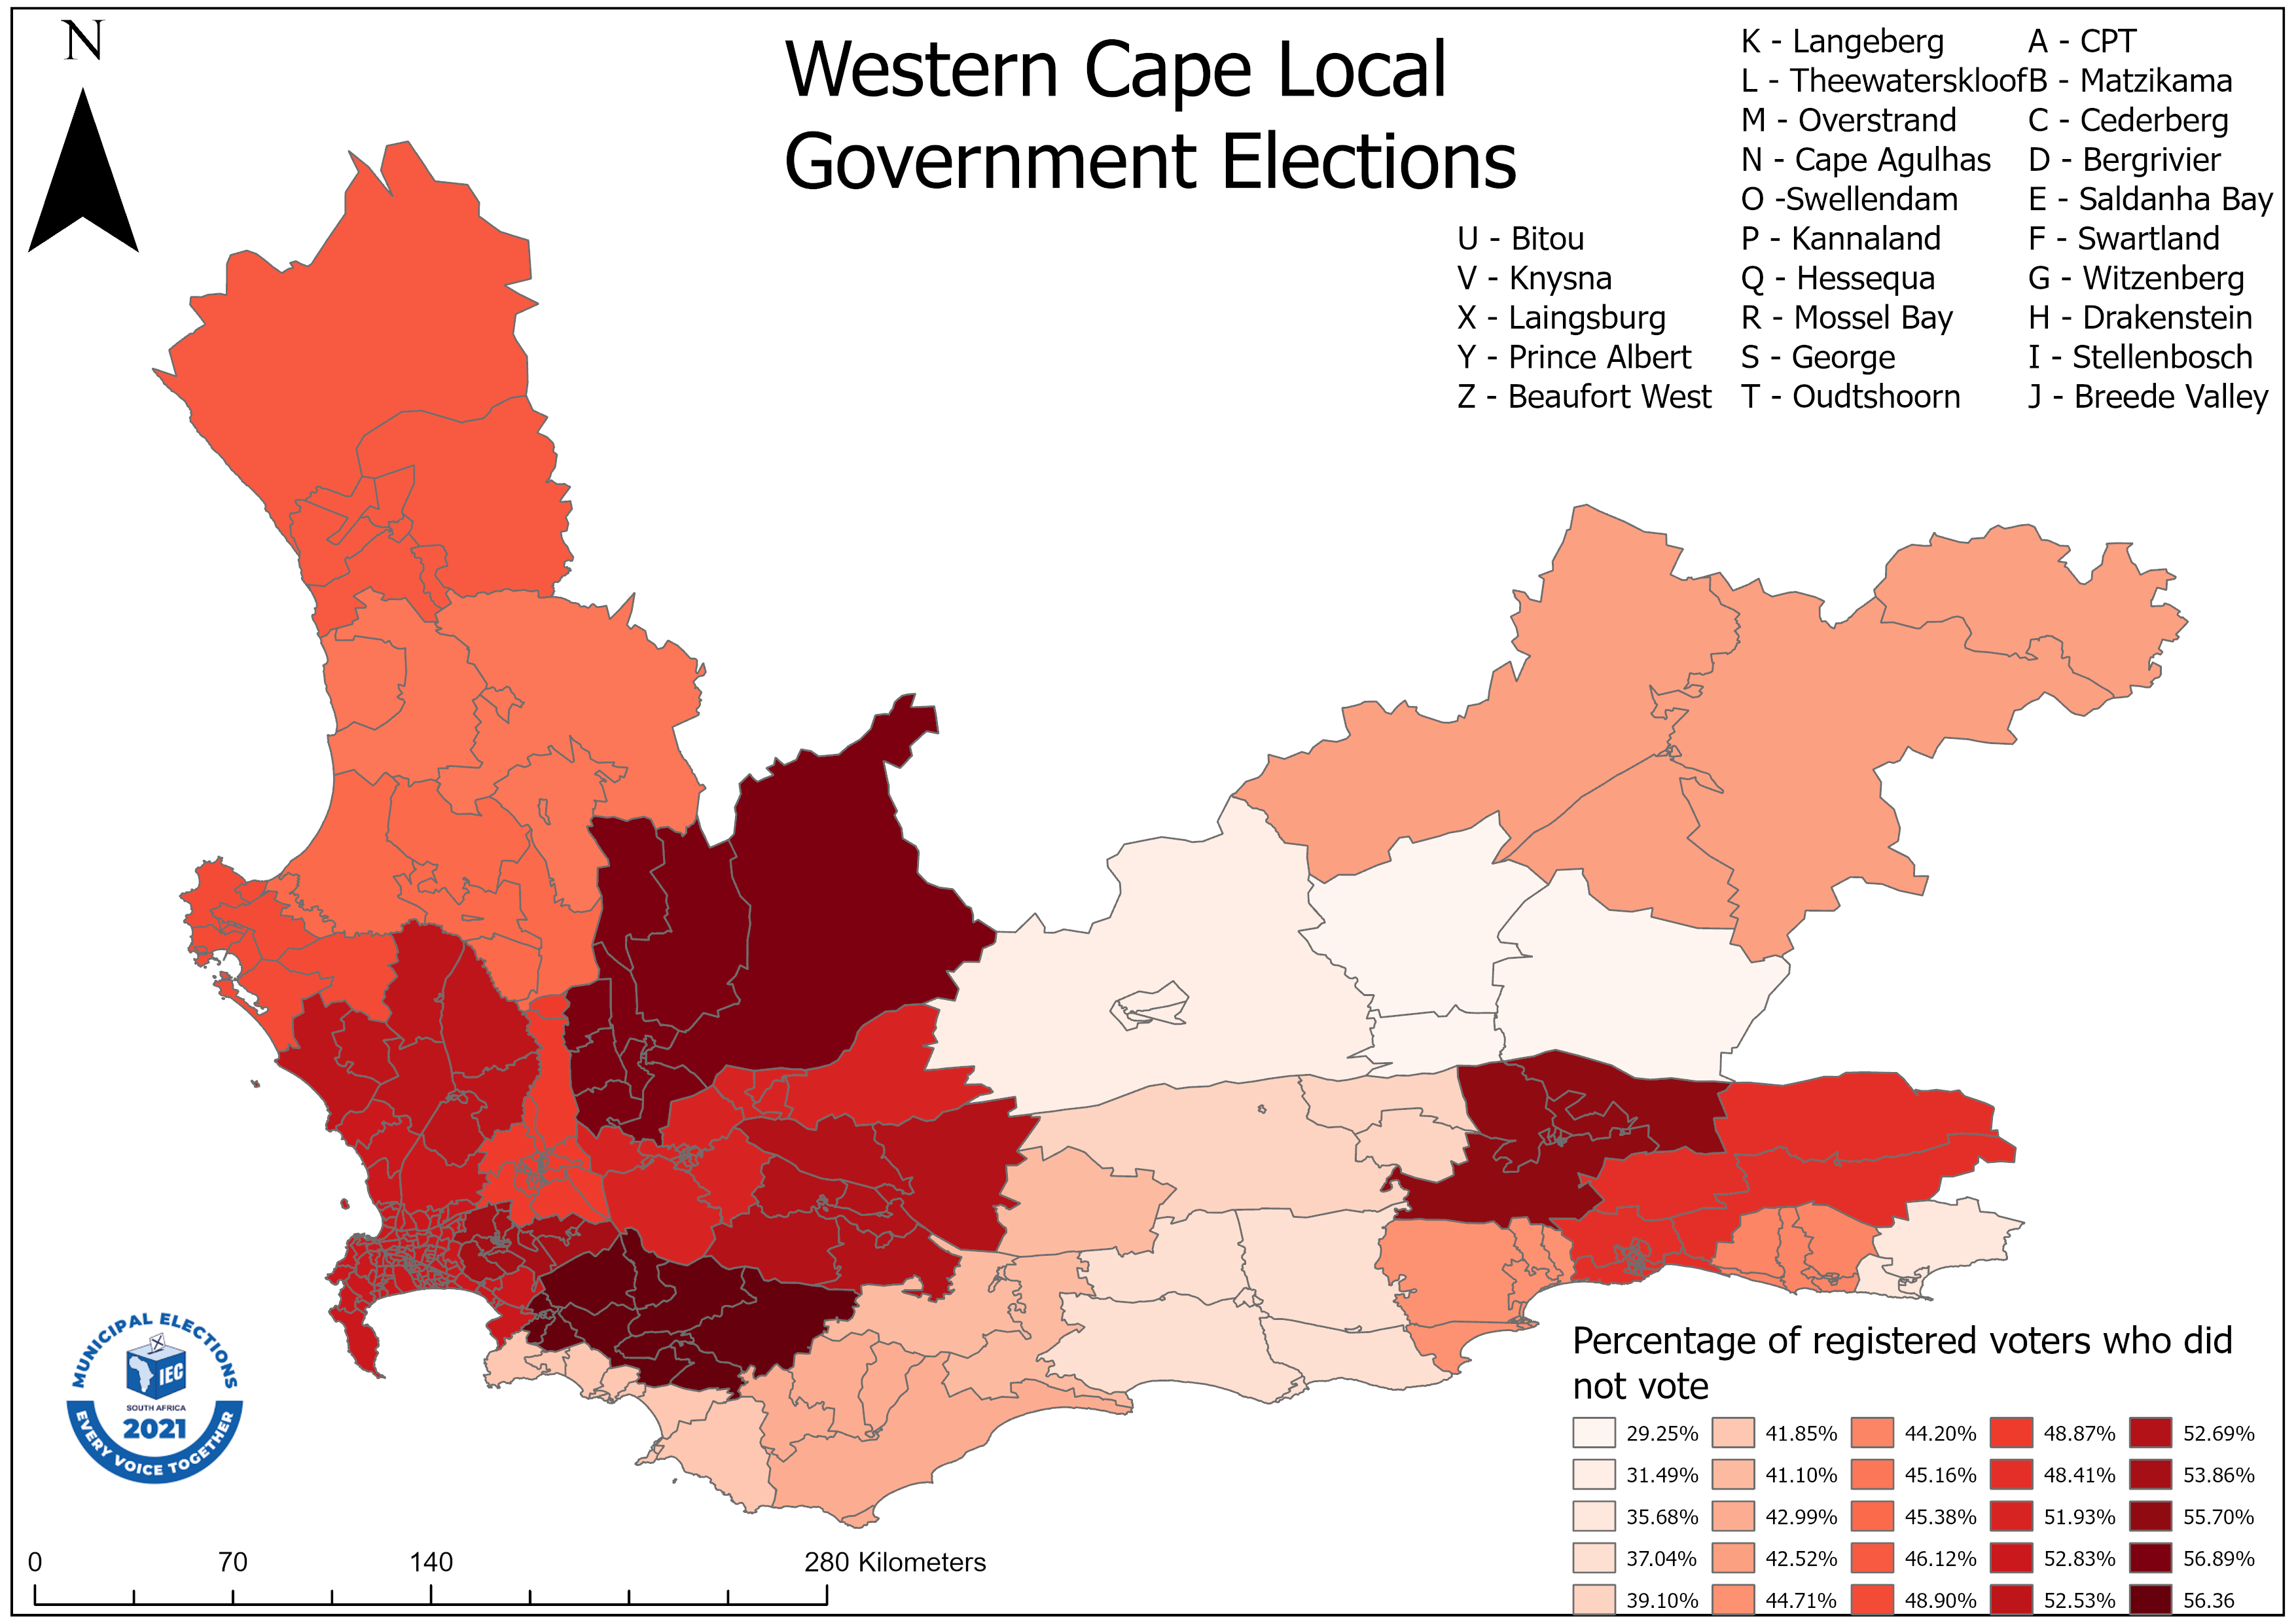 N
Western Cape Local
Government Elections
K - Langeberg
L - Theewaterskloof
M - Overstrand
N - Cape Agulhas
O -Swellendam
P - Kannaland
Q - Hessequa
R - Mossel Bay
S - George
T - Oudtshoorn
A - CPT
B - Matzikama
C - Cederberg
D - Bergrivier
E - Saldanha Bay
F - Swartland
G - Witzenberg
H - Drakenstein
I - Stellenbosch
J - Breede Valley
U - Bitou
V - Knysna
X - Laingsburg
Y - Prince Albert
Z - Beaufort West
MUNICIPAL ELECTIONS
X
IEC
SOUTH AFRICA
2021
EVERY VOICE TOGETHER
Percentage of registered voters who did
not vote
29.25%
31.49%
35.68%
37.04%
39.10%
41.85%
41.10%
42.99%
42.52%
44.71%
44.20%
45.16%
45.38%
46.12%
48.90%
48.87%
48.41%
51.93%
52.83%
52.53%
52.69%
53.86%
55.70%
56.89%
56.36
0 70 140 280 Kilometers